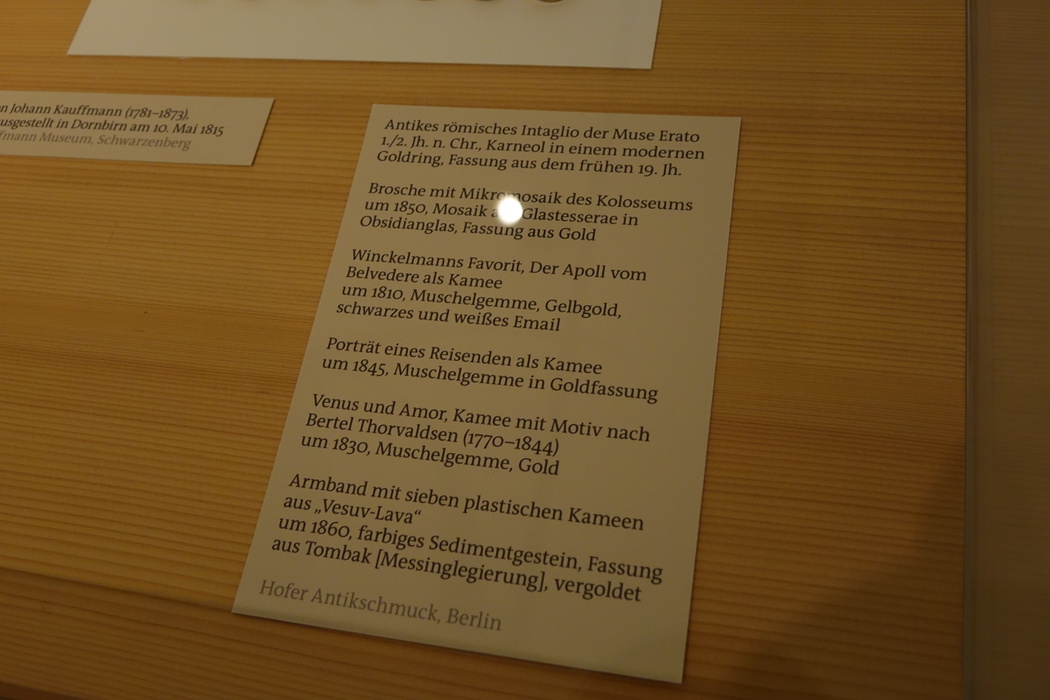 n Johann Kauffmann (1781–1873),
usgestellt in Dornbirn am 10. Mai 1815
fmann Museum, Schwarzenberg
Antikes römisches Intaglio der Muse Erato
1./2. Jh. n. Chr., Karneol in einem modernen
Goldring, Fassung aus dem frühen 19. Jh.
Brosche mit Mikromosaik des Kolosseums
um 1850, Mosaik Glastesserae in
Obsidianglas, Fassung aus Gold
Winckelmanns Favorit, Der Apoll vom
Belvedere als Kamee
um 1810, Muschelgemme, Gelbgold,
schwarzes und weißes Email
Porträt eines Reisenden als Kamee
um 1845, Muschelgemme in Goldfassung
Venus und Amor, Kamee mit Motiv nach
Bertel Thorvaldsen (1770–1844)
um 1830, Muschelgemme, Gold
Armband mit sieben plastischen Kameen
aus „Vesuv-Lava“
um 1860, farbiges Sedimentgestein, Fassung
aus Tombak [Messinglegierung], vergoldet
Hofer Antikschmuck, Berlin